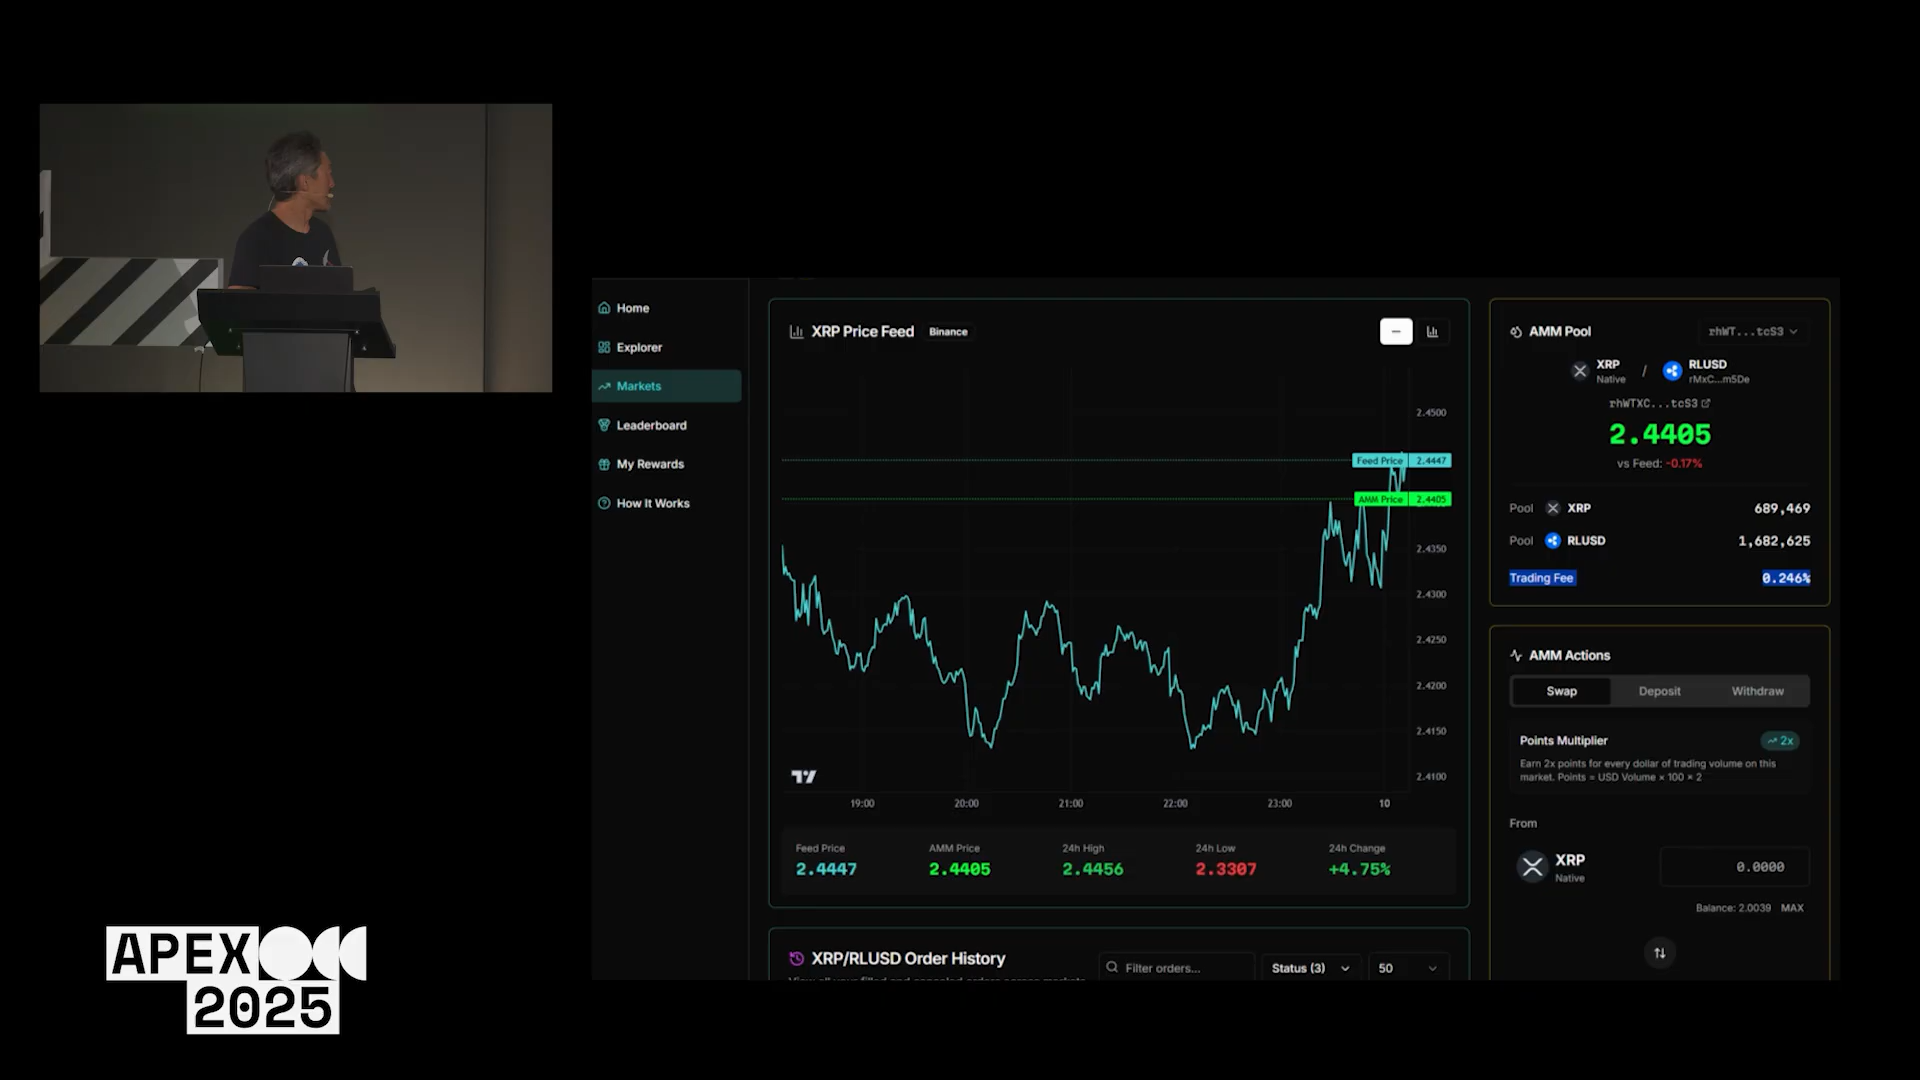 Home
Explorer
Markets
Leaderboard
My Rewards
How It Works
XRP Price Feed Binance
2.4500
Feed Price 2.4447
AMM Price 2.4405
2.4350
2.4300
2.4250
2.4200
2.4150
2.4100
19:00 20:00 21:00 22:00 23:00 10
Feed Price AMM Price 24h High 24h Low 24h Change
2.4447 2.4405 2.4456 2.3307 +4.75%
XRP/RLUSD Order History
Filter orders...
Status (3)
50
AMM Pool
rhWT...tcS3
XRP / RLUSD
Native rMxC...m5De
rhWTXC...tcS3
2.4405
vs Feed: -0.17%
Pool XRP 689,469
Pool RLUSD 1,682,625
Trading Fee 0.246%
AMM Actions
Swap Deposit Withdraw
Points Multiplier 2x
Earn 2x points for every dollar of trading volume on this
market. Points = USD Volume × 100 × 2
From
XRP 0.0000
Native
Balance: 2.0039 MAX
APEX
2025